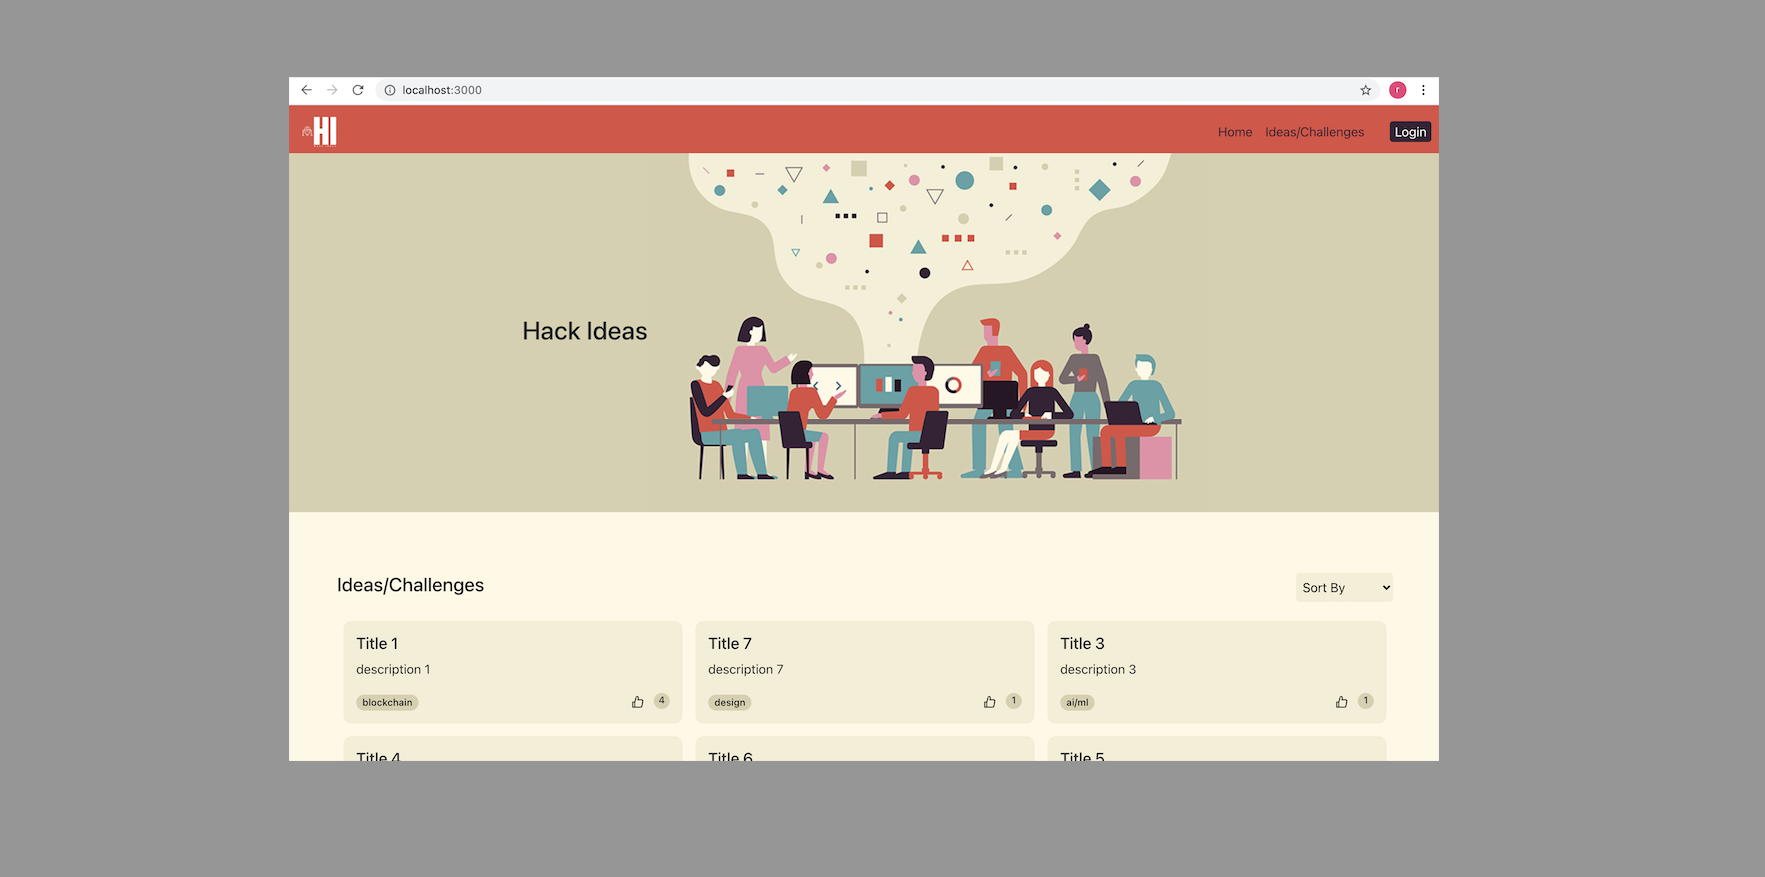 localhost:3000
r
HI
Home Ideas/Challenges Login
Hack Ideas
Ideas/Challenges
Sort By
Title 1
description 1
blockchain 4
Title 7
description 7
design 1
Title 3
description 3
ai/ml 1
Title 4
Title 6
Title 5